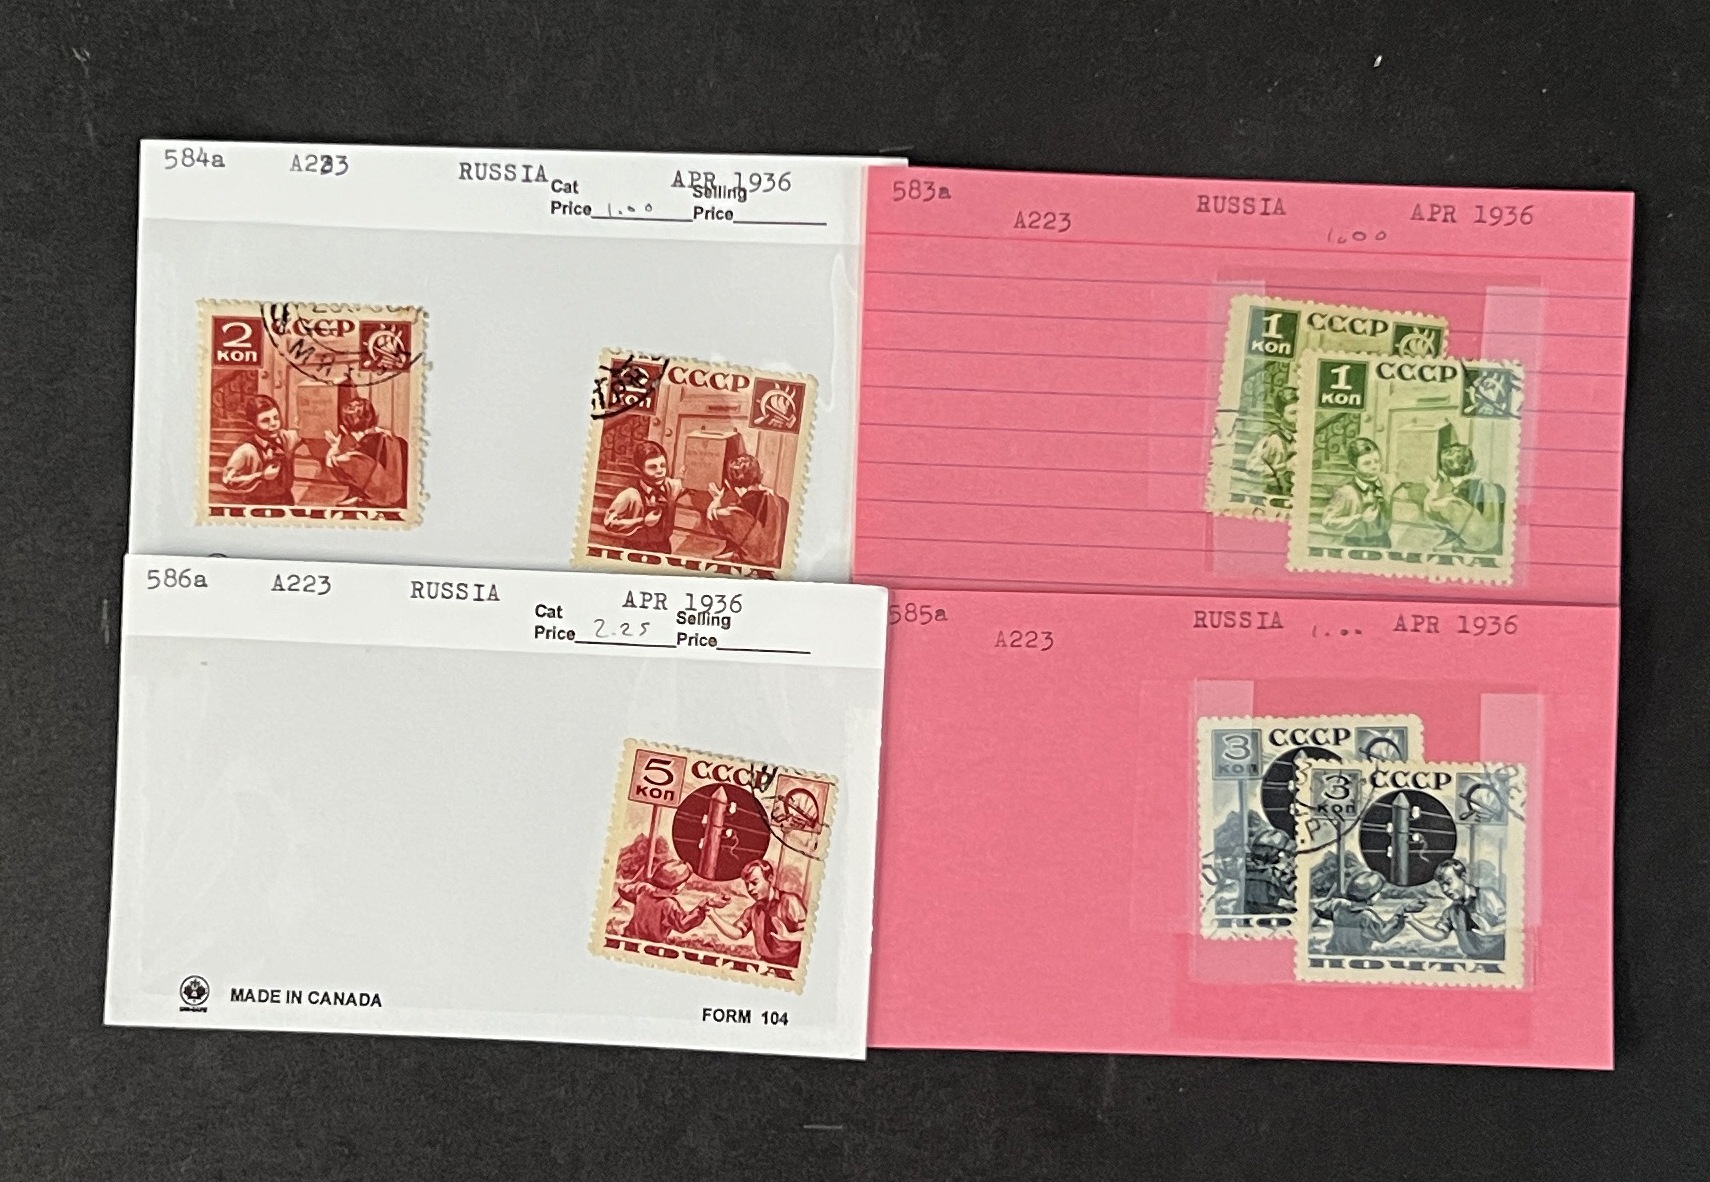 584a A223 RUSSIA APR 1936
Cat Price 1.00 Selling Price
2 СССР
КОП
ПОЧТА
СССР
КОП
ПОЧТА
583a A223 RUSSIA APR 1936
1.00
1 СССР
КОП
1 СССР
КОП
ПОЧТА
586a A223 RUSSIA APR 1936
Cat Price 2.25 Selling Price
5 СССР
КОП
ПОЧТА
MADE IN CANADA
FORM 104
585a A223 RUSSIA 1.00 APR 1936
3 СССР
КОП
3 СССР
КОП
ПОЧТА